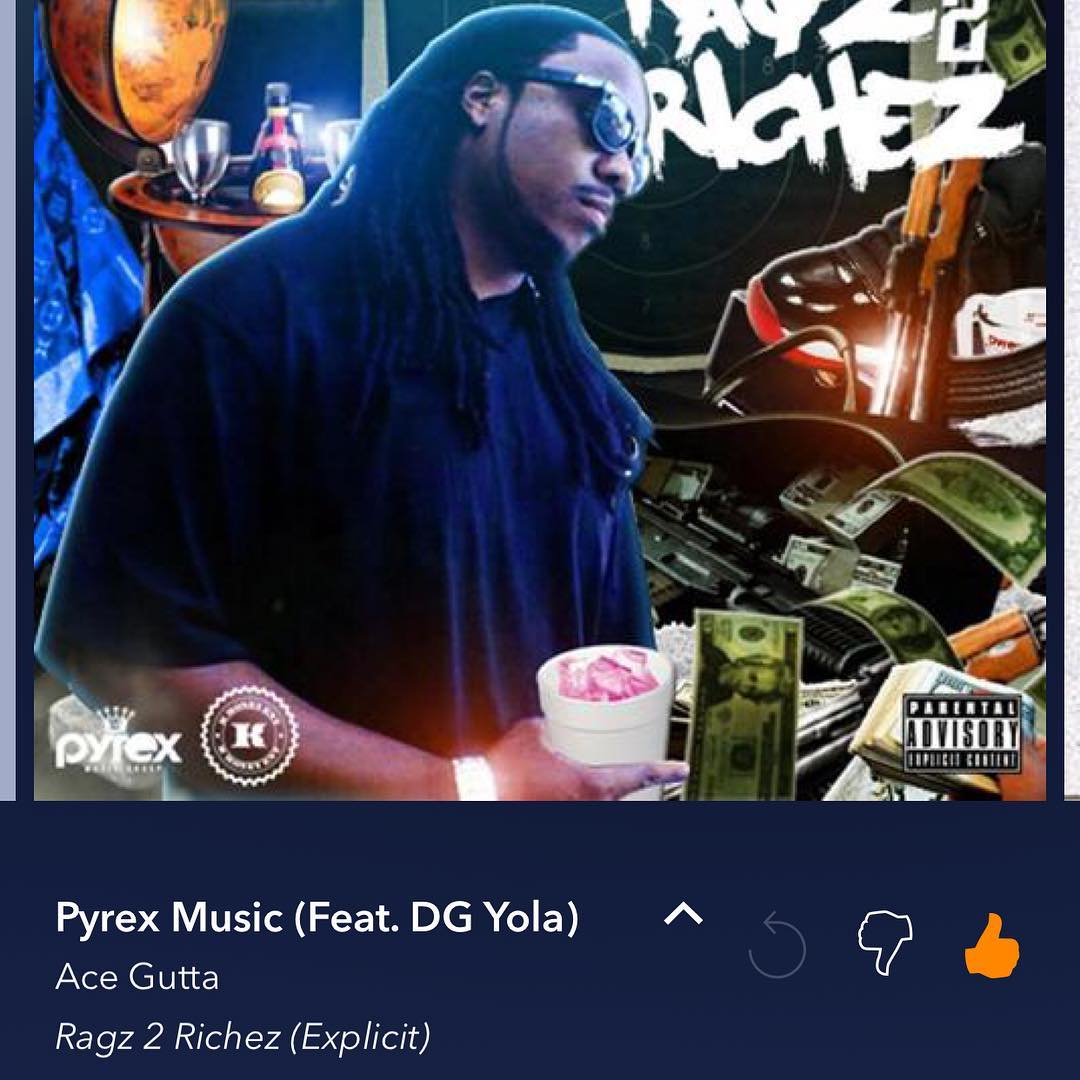 RAGZ 2
RICHEZ
pyrex
MUZIK GROUP
K
PARENTAL
ADVISORY
EXPLICIT CONTENT
Pyrex Music (Feat. DG Yola)
Ace Gutta
Ragz 2 Richez (Explicit)